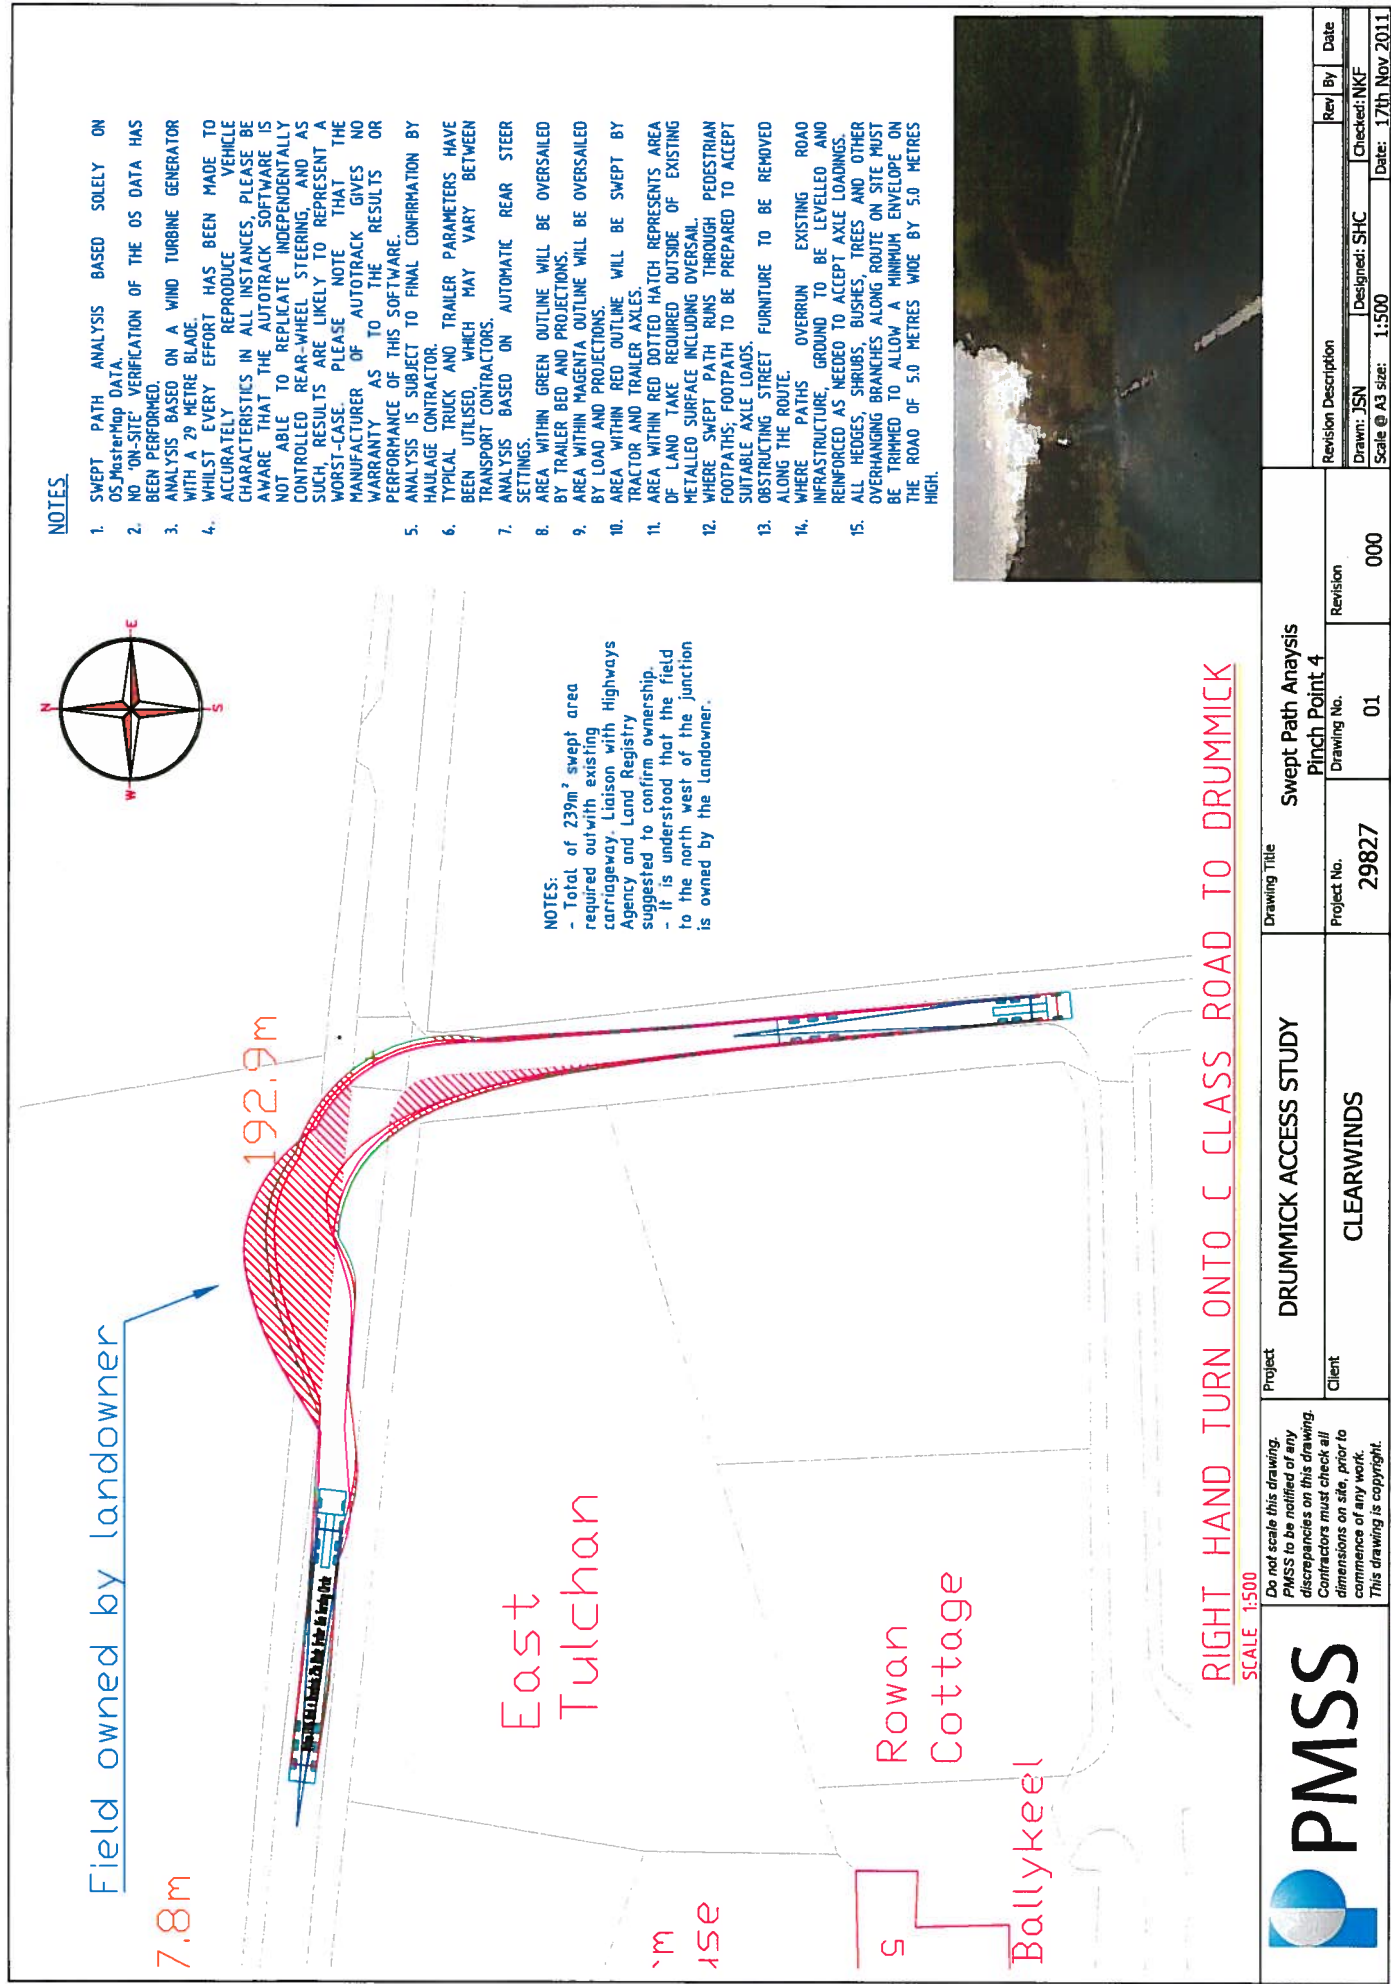 Field owned by landowner
7.8m
192.9m
N
E
S
W
East
Tulchan
Rowan
Cottage
Ballykeel
5
m
use
NOTES:
- Total of 239m² swept area
required outwith existing
carriageway. Liaison with Highways
Agency and Land Registry
suggested to confirm ownership.
- It is understood that the field
to the north west of the junction
is owned by the landowner.
NOTES
1. SWEPT PATH ANALYSIS BASED SOLELY ON
OS MasterMap DATA.
2. NO 'ON-SITE' VERIFICATION OF THE OS DATA HAS
BEEN PERFORMED.
3. ANALYSIS BASED ON A WIND TURBINE GENERATOR
WITH A 29 METRE BLADE.
4. WHILST EVERY EFFORT HAS BEEN MADE TO
ACCURATELY REPRODUCE VEHICLE
CHARACTERISTICS IN ALL INSTANCES, PLEASE BE
AWARE THAT THE AUTOTRACK SOFTWARE IS
NOT ABLE TO REPLICATE INDEPENDENTLY
CONTROLLED REAR-WHEEL STEERING, AND AS
SUCH, RESULTS ARE LIKELY TO REPRESENT A
WORST-CASE. PLEASE NOTE THAT THE
MANUFACTURER OF AUTOTRACK GIVES NO
WARRANTY AS TO THE RESULTS OR
PERFORMANCE OF THIS SOFTWARE.
5. ANALYSIS IS SUBJECT TO FINAL CONFIRMATION BY
HAULAGE CONTRACTOR.
6. TYPICAL TRUCK AND TRAILER PARAMETERS HAVE
BEEN UTILISED, WHICH MAY VARY BETWEEN
TRANSPORT CONTRACTORS.
7. ANALYSIS BASED ON AUTOMATIC REAR STEER
SETTINGS.
8. AREA WITHIN GREEN OUTLINE WILL BE OVERSAILED
BY TRAILER BED AND PROJECTIONS.
9. AREA WITHIN MAGENTA OUTLINE WILL BE OVERSAILED
BY LOAD AND PROJECTIONS.
10. AREA WITHIN RED OUTLINE WILL BE SWEPT BY
TRACTOR AND TRAILER AXLES.
11. AREA WITHIN RED DOTTED HATCH REPRESENTS AREA
OF LAND TAKE REQUIRED OUTSIDE OF EXISTING
METALLED SURFACE INCLUDING OVERSAIL.
12. WHERE SWEPT PATH RUNS THROUGH PEDESTRIAN
FOOTPATHS; FOOTPATH TO BE PREPARED TO ACCEPT
SUITABLE AXLE LOADS.
13. OBSTRUCTING STREET FURNITURE TO BE REMOVED
ALONG THE ROUTE.
14. WHERE PATHS OVERRUN EXISTING ROAD
INFRASTRUCTURE, GROUND TO BE LEVELLED AND
REINFORCED AS NEEDED TO ACCEPT AXLE LOADINGS.
15. ALL HEDGES, SHRUBS, BUSHES, TREES AND OTHER
OVERHANGING BRANCHES ALONG ROUTE ON SITE MUST
BE TRIMMED TO ALLOW A MINIMUM ENVELOPE ON
THE ROAD OF 5.0 METRES WIDE BY 5.0 METRES
HIGH.
RIGHT HAND TURN ONTO C CLASS ROAD TO DRUMMICK
SCALE 1:500
PMSS
Do not scale this drawing.
PMSS to be notified of any
discrepancies on this drawing.
Contractors must check all
dimensions on site, prior to
commence of any work.
This drawing is copyright.
Project
DRUMMICK ACCESS STUDY
Client
CLEARWINDS
Drawing Title
Swept Path Anaysis
Pinch Point 4
Project No.
29827
Drawing No.
01
Revision
000
Revision Description
Rev
By
Date
Drawn: JSN
Designed: SHC
Checked: NKF
Scale @ A3 size: 1:500
Date: 17th Nov 2011